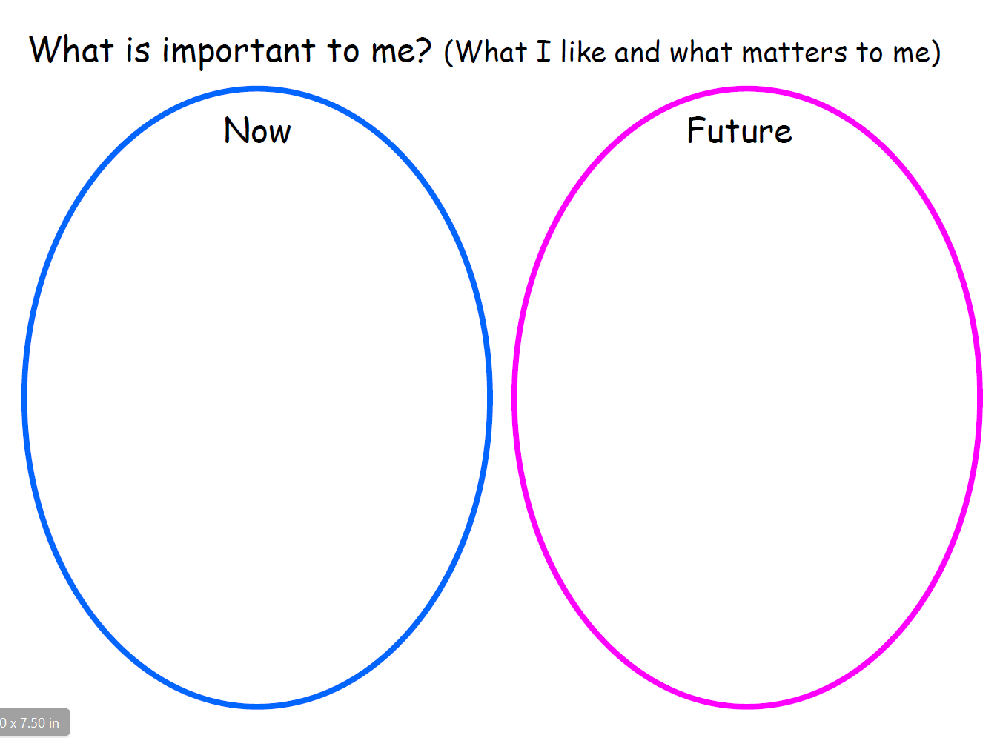 What is important to me? (What I like and what matters to me)
Now
Future
0 x 7.50 in